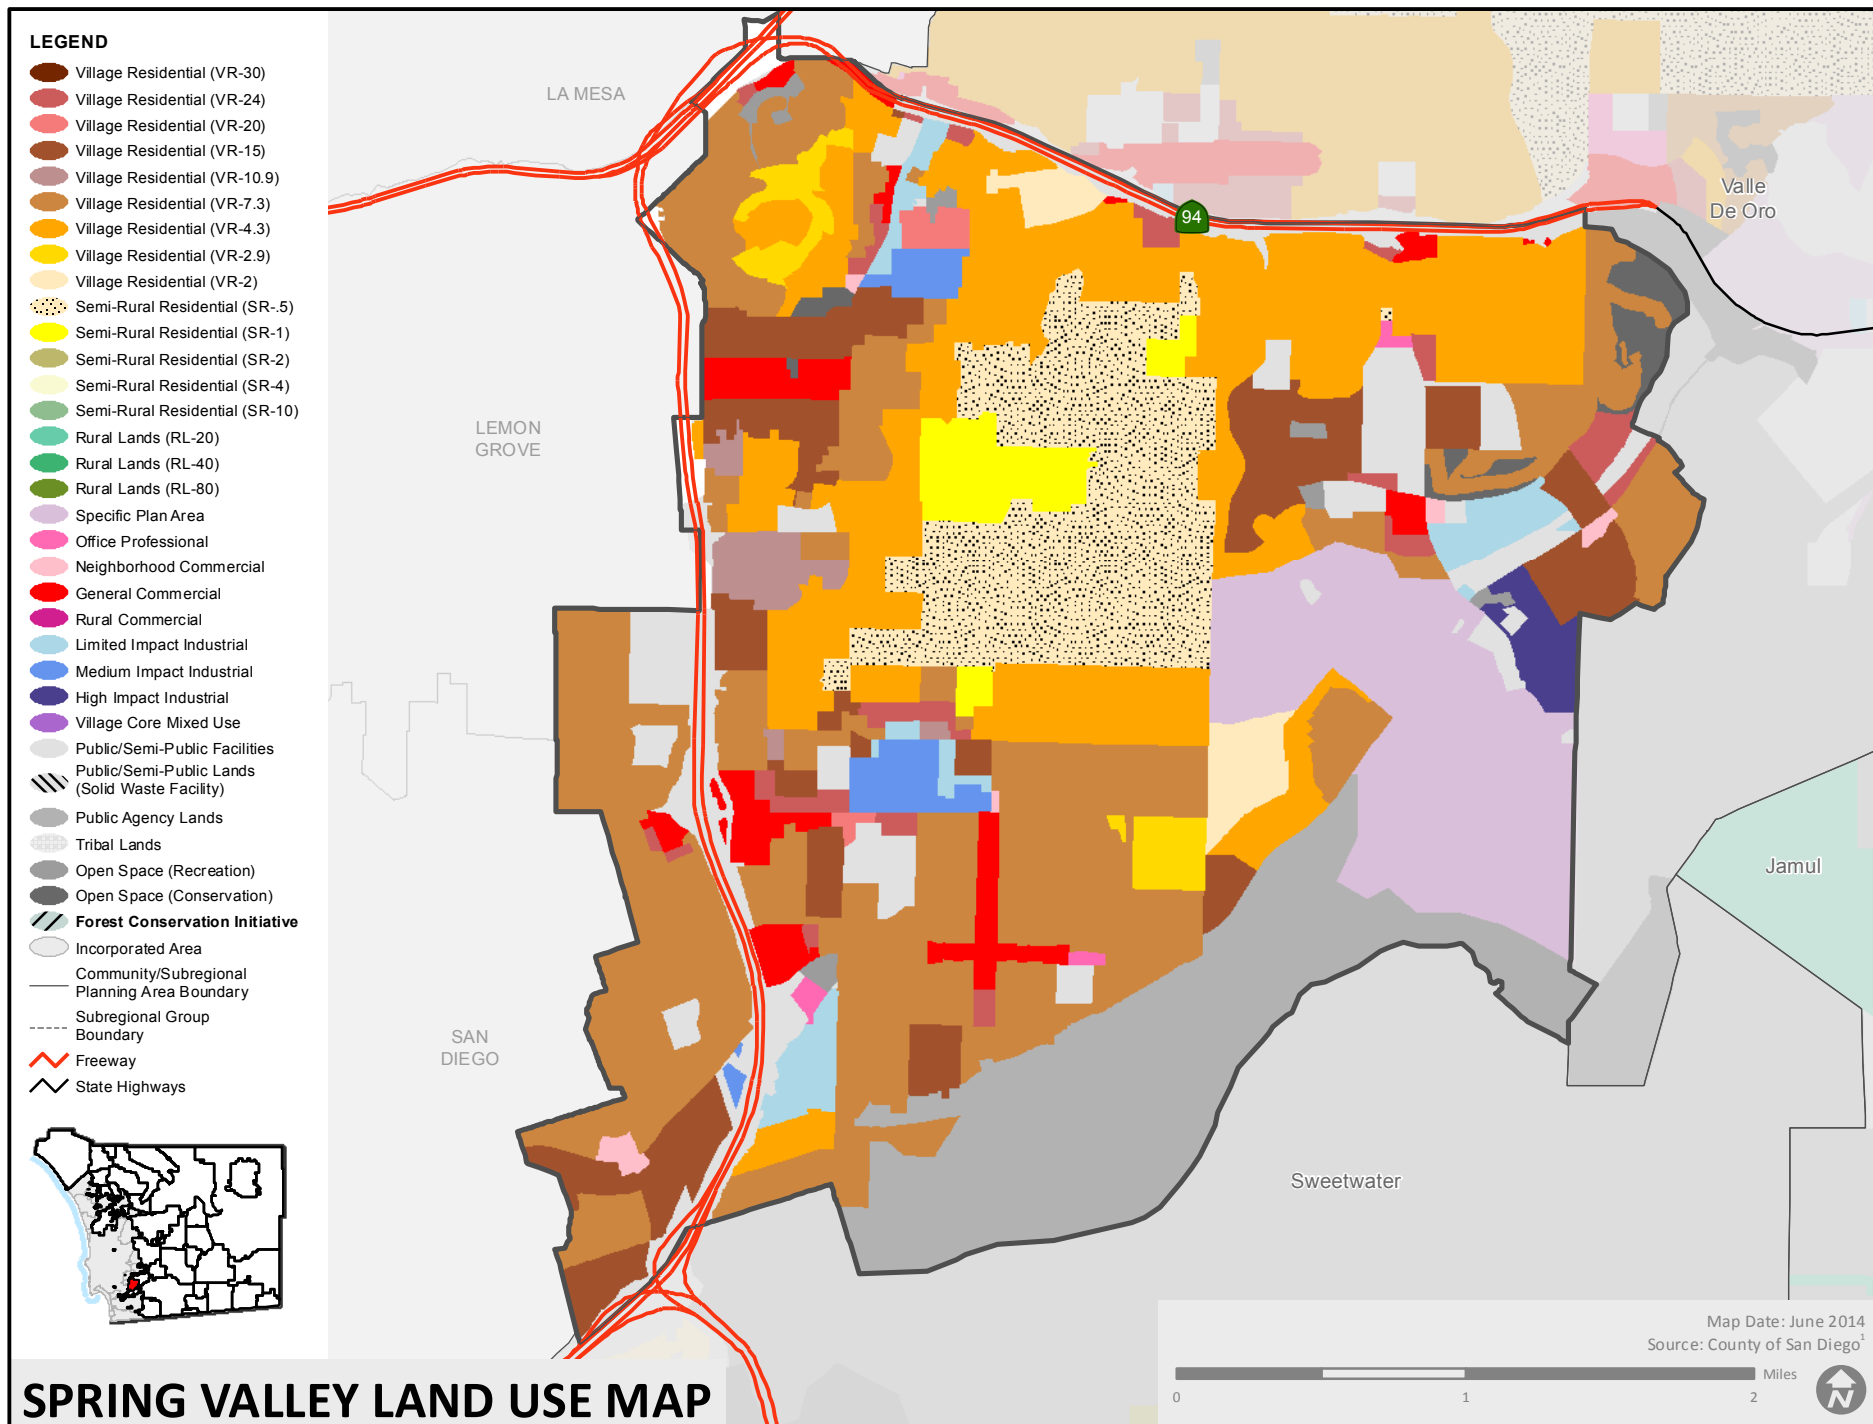 LEGEND
Village Residential (VR-30)
Village Residential (VR-24)
Village Residential (VR-20)
Village Residential (VR-15)
Village Residential (VR-10.9)
Village Residential (VR-7.3)
Village Residential (VR-4.3)
Village Residential (VR-2.9)
Village Residential (VR-2)
Semi-Rural Residential (SR-.5)
Semi-Rural Residential (SR-1)
Semi-Rural Residential (SR-2)
Semi-Rural Residential (SR-4)
Semi-Rural Residential (SR-10)
Rural Lands (RL-20)
Rural Lands (RL-40)
Rural Lands (RL-80)
Specific Plan Area
Office Professional
Neighborhood Commercial
General Commercial
Rural Commercial
Limited Impact Industrial
Medium Impact Industrial
High Impact Industrial
Village Core Mixed Use
Public/Semi-Public Facilities
Public/Semi-Public Lands
(Solid Waste Facility)
Public Agency Lands
Tribal Lands
Open Space (Recreation)
Open Space (Conservation)
Forest Conservation Initiative
Incorporated Area
Community/Subregional
Planning Area Boundary
Subregional Group
Boundary
Freeway
State Highways
LA MESA
94
Valle
De Oro
LEMON
GROVE
Jamul
SAN
DIEGO
Sweetwater
Map Date: June 2014
Source: County of San Diego1
Miles
0 1 2
N
SPRING VALLEY LAND USE MAP